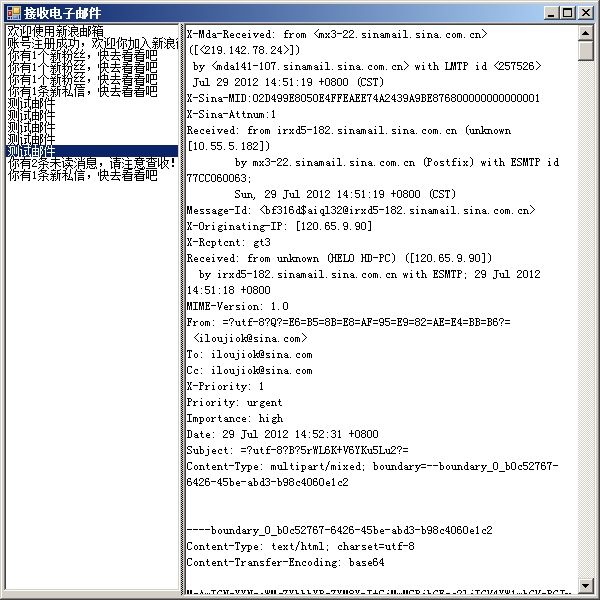 接收电子邮件
欢迎使用新浪邮箱
账号注册成功，欢迎你加入新浪
你有1个新粉丝，快去看看吧
你有1个新粉丝，快去看看吧
你有1个新粉丝，快去看看吧
你有1条新私信，快去看看吧
测试邮件
测试邮件
测试邮件
测试邮件
测试邮件
你有2条未读消息，请注意查收！
你有1条新私信，快去看看吧
X-Mda-Received: from <mx3-22.sinamail.sina.com.cn>
([<219.142.78.24>])
by <mda141-107.sinamail.sina.com.cn> with LMTP id <257526>
Jul 29 2012 14:51:19 +0800 (CST)
X-Sina-MID:02D499E8050E4FFEAEE74A2439A9BE876800000000000001
X-Sina-Attnum:1
Received: from irxd5-182.sinamail.sina.com.cn (unknown
[10.55.5.182])
by mx3-22.sinamail.sina.com.cn (Postfix) with ESMTP id
77CC060063;
Sun, 29 Jul 2012 14:51:19 +0800 (CST)
Message-Id: <bf316d$aiql32@irxd5-182.sinamail.sina.com.cn>
X-Originating-IP: [120.65.9.90]
X-Rcptcnt: gt3
Received: from unknown (HELO HD-PC) ([120.65.9.90])
by irxd5-182.sinamail.sina.com.cn with ESMTP; 29 Jul 2012
14:51:18 +0800
MIME-Version: 1.0
From: =?utf-8?Q?=E6=B5=8B=E8=AF=95=E9=82=AE=E4=BB=B6?=
<iloujiok@sina.com>
To: iloujiok@sina.com
Cc: iloujiok@sina.com
X-Priority: 1
Priority: urgent
Importance: high
Date: 29 Jul 2012 14:52:31 +0800
Subject: =?utf-8?B?5rWL6K+V6YKu5Lu2?=
Content-Type: multipart/mixed; boundary=--boundary_0_b0c52767-
6426-45be-abd3-b98c4060e1c2
----boundary_0_b0c52767-6426-45be-abd3-b98c4060e1c2
Content-Type: text/html; charset=utf-8
Content-Transfer-Encoding: base64